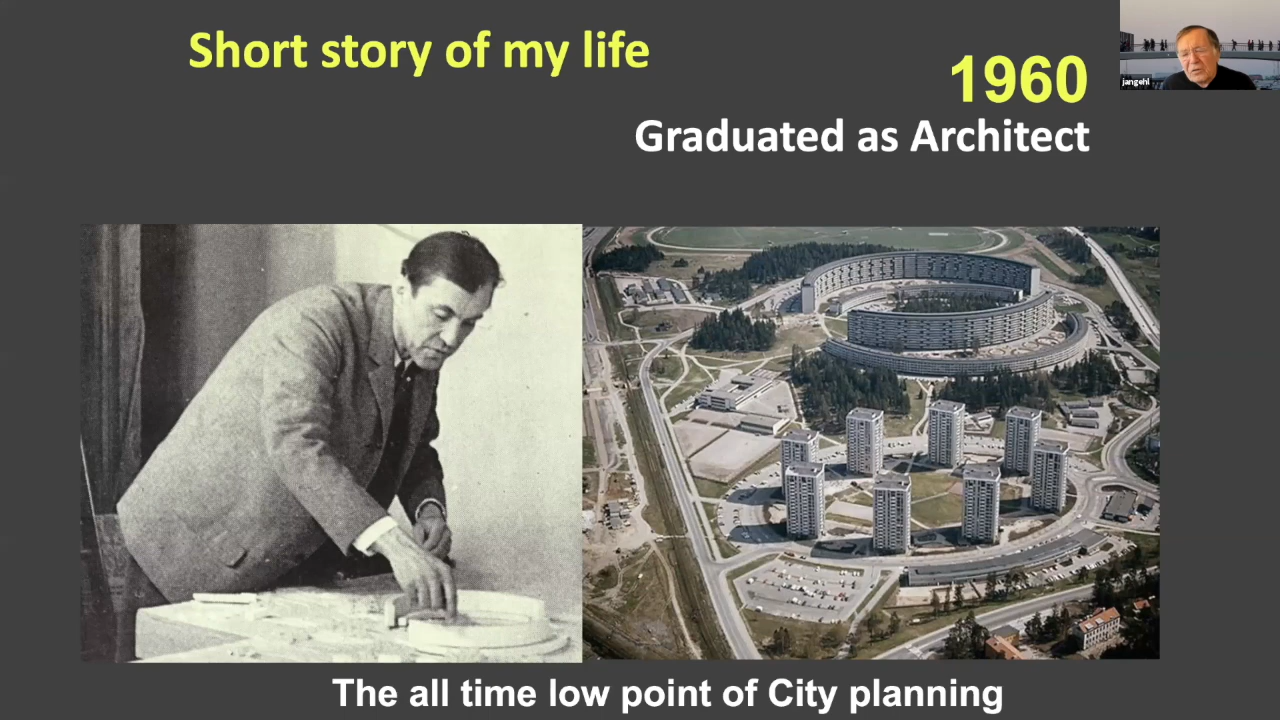 Short story of my life
1960
Graduated as Architect
jangehl
The all time low point of City planning